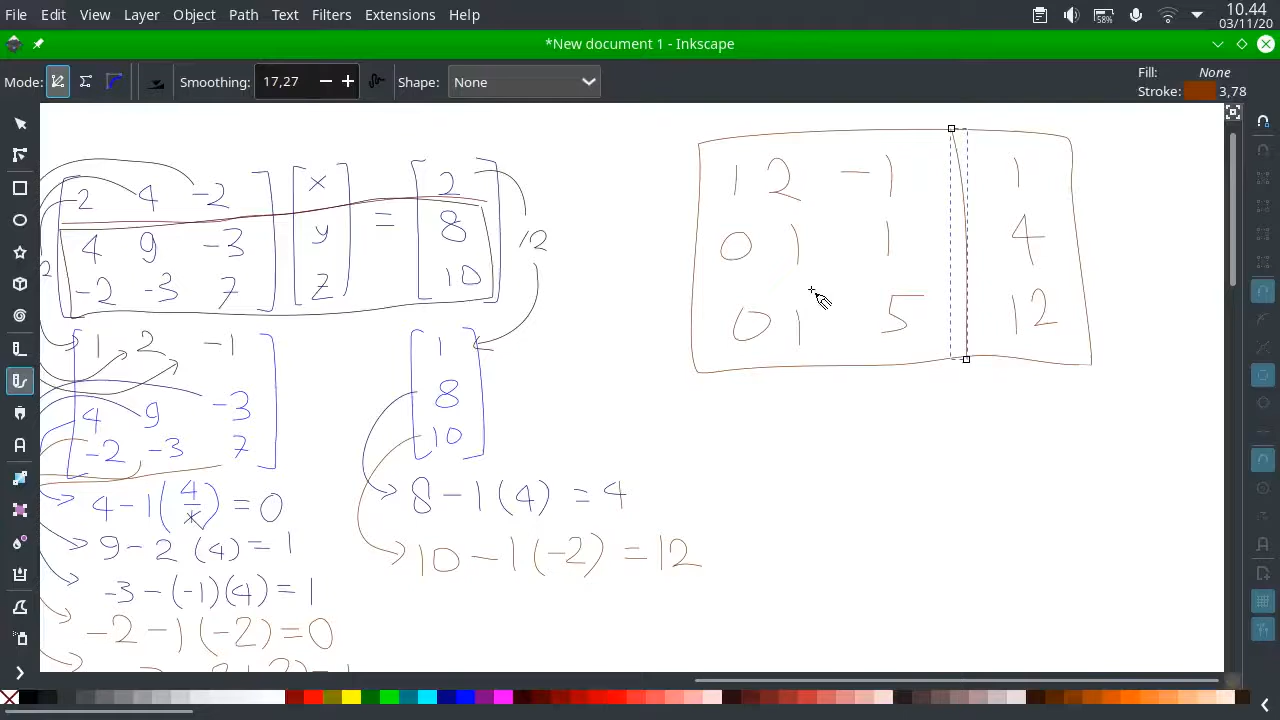 File Edit View Layer Object Path Text Filters Extensions Help 58% 10.44
03/11/20
*New document 1 - Inkscape
Mode: Smoothing: 17,27 Shape: None Fill: None
Stroke: 3,78
2 4 -2 x 2
4 9 -3 y = 8
-2 -3 7 z 10
12
1 2 -1 1
4 9 -3 8
-2 -3 7 10
4 - 1 (4/x) = 0
9 - 2 (4) = 1
-3 - (-1)(4) = 1
-2 - 1 (-2) = 0
8 - 1 (4) = 4
10 - 1 (-2) = 12
1 2 -1 1
0 1 1 4
0 1 5 12